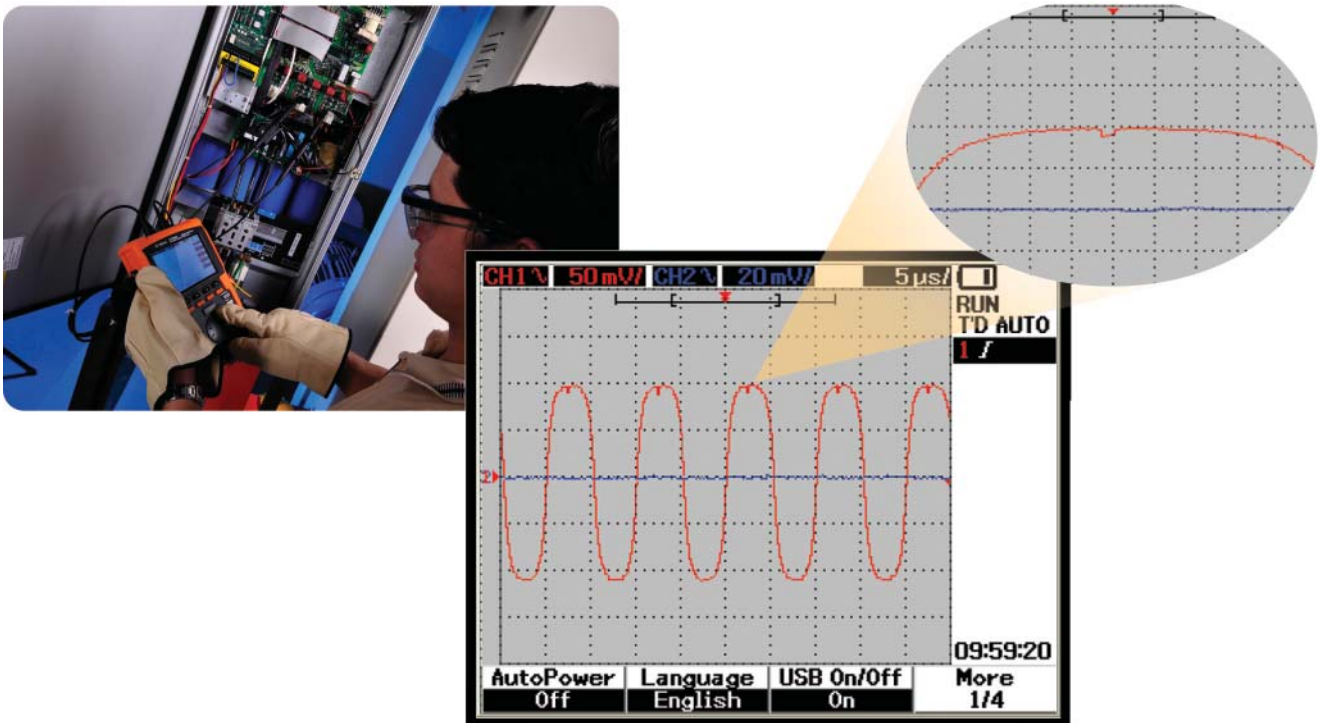 CH1 50 mV/ CH2 20 mV/ 5 µs/
RUN
T'D AUTO
1
2
09:59:20
AutoPower Language USB On/Off More
Off English On 1/4